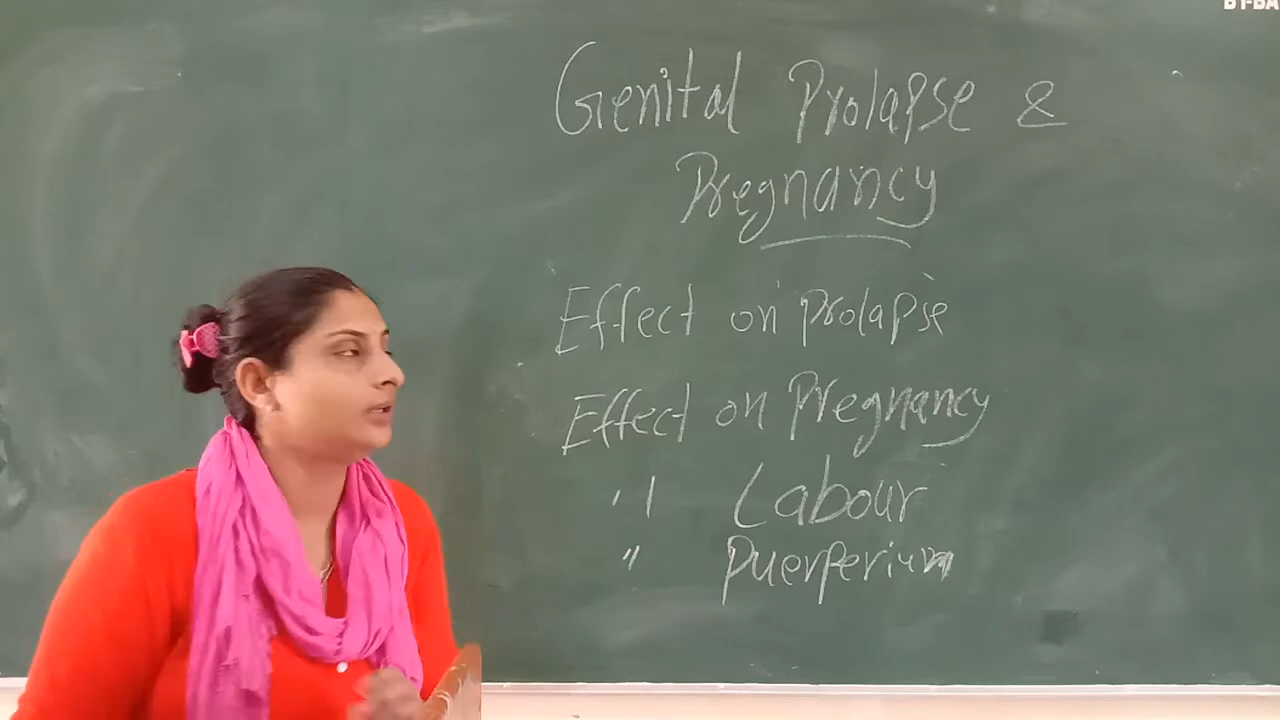 Genital Prolapse &
Pregnancy
Effect on Prolapse
Effect on Pregnancy
" Labour
" Puerperium